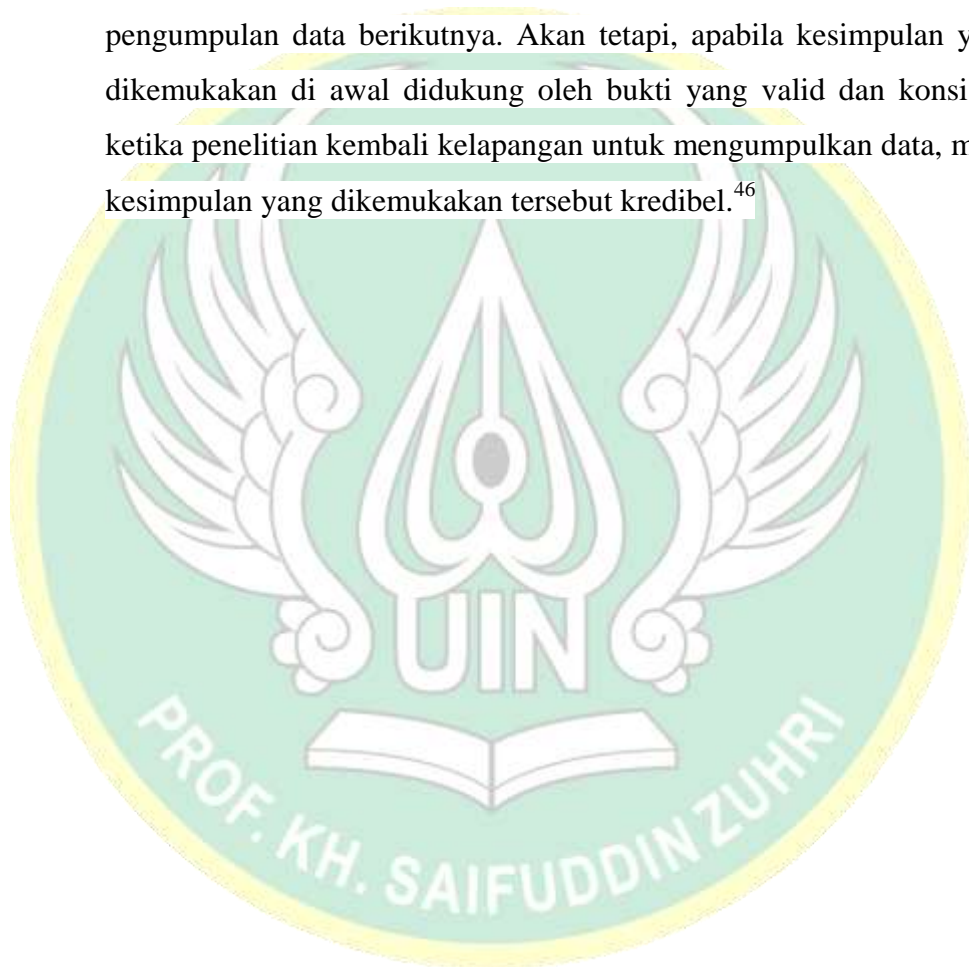 pengumpulan data berikutnya. Akan tetapi, apabila kesimpulan y
dikemukakan di awal didukung oleh bukti yang valid dan konsi
ketika penelitian kembali kelapangan untuk mengumpulkan data, m
kesimpulan yang dikemukakan tersebut kredibel.46
UIN
PROF. KH. SAIFUDDIN ZUHRI